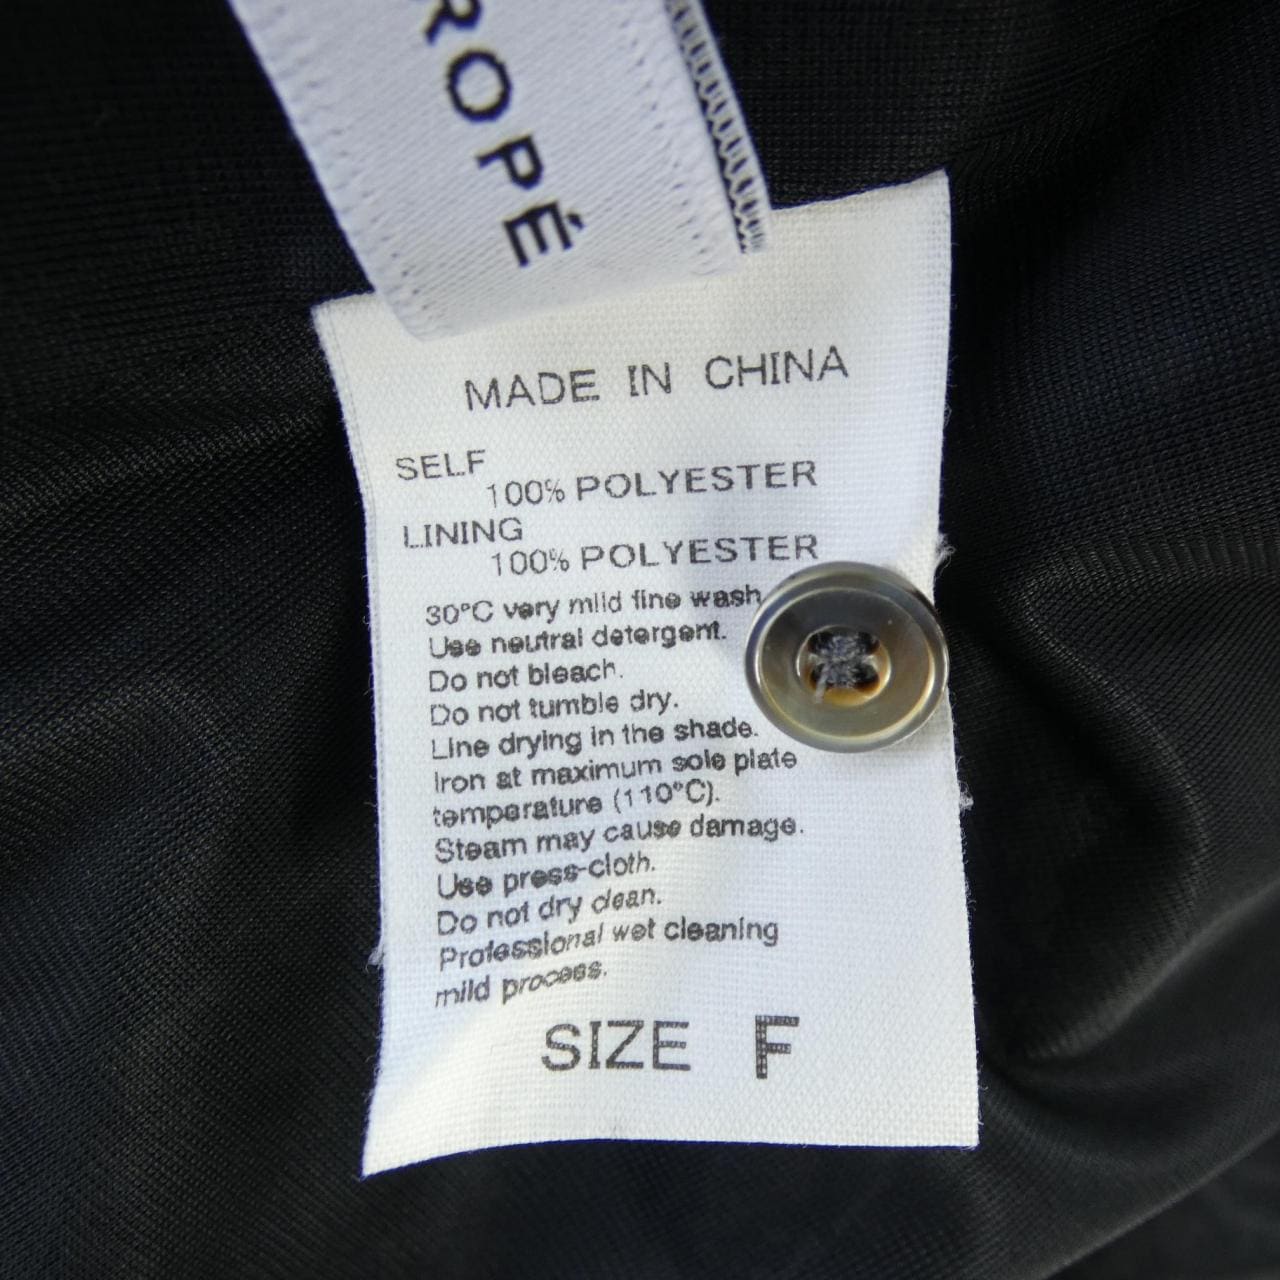 ROPÉ
MADE IN CHINA
SELF
100% POLYESTER
LINING
100% POLYESTER
30°C very mild fine wash
Use neutral detergent.
Do not bleach.
Do not tumble dry.
Line drying in the shade.
Iron at maximum sole plate
temperature (110°C).
Steam may cause damage.
Use press-cloth.
Do not dry clean.
Professional wet cleaning
mild process.
SIZE F